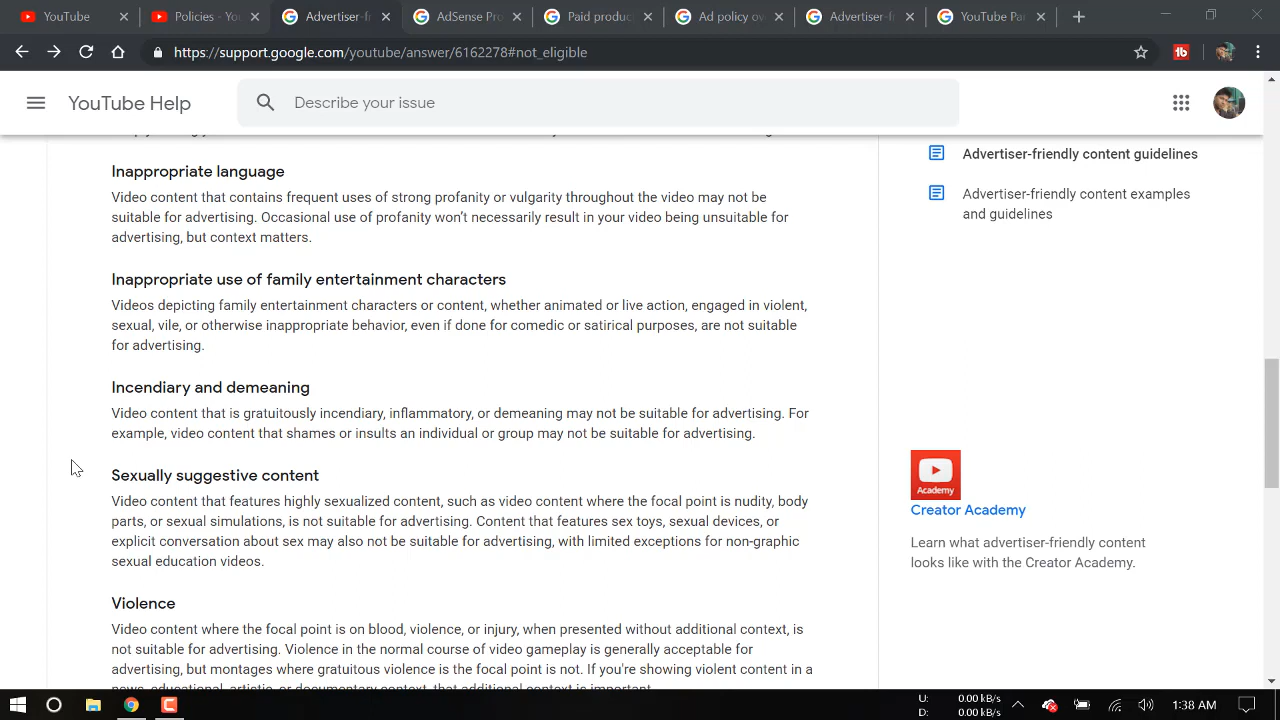 YouTube
Policies - Yo
Advertiser-f
AdSense Pro
Paid produc
Ad policy ov
Advertiser-f
YouTube Par
https://support.google.com/youtube/answer/6162278#not_eligible
YouTube Help
Describe your issue
Inappropriate language
Video content that contains frequent uses of strong profanity or vulgarity throughout the video may not be
suitable for advertising. Occasional use of profanity won’t necessarily result in your video being unsuitable for
advertising, but context matters.
Inappropriate use of family entertainment characters
Videos depicting family entertainment characters or content, whether animated or live action, engaged in violent,
sexual, vile, or otherwise inappropriate behavior, even if done for comedic or satirical purposes, are not suitable
for advertising.
Incendiary and demeaning
Video content that is gratuitously incendiary, inflammatory, or demeaning may not be suitable for advertising. For
example, video content that shames or insults an individual or group may not be suitable for advertising.
Sexually suggestive content
Video content that features highly sexualized content, such as video content where the focal point is nudity, body
parts, or sexual simulations, is not suitable for advertising. Content that features sex toys, sexual devices, or
explicit conversation about sex may also not be suitable for advertising, with limited exceptions for non-graphic
sexual education videos.
Violence
Video content where the focal point is on blood, violence, or injury, when presented without additional context, is
not suitable for advertising. Violence in the normal course of video gameplay is generally acceptable for
advertising, but montages where gratuitous violence is the focal point is not. If you're showing violent content in a
news, educational, artistic, or documentary context, that additional context is important.
Advertiser-friendly content guidelines
Advertiser-friendly content examples
and guidelines
Academy
Creator Academy
Learn what advertiser-friendly content
looks like with the Creator Academy.
U: 0.00 kB/s
D: 0.00 kB/s
1:38 AM